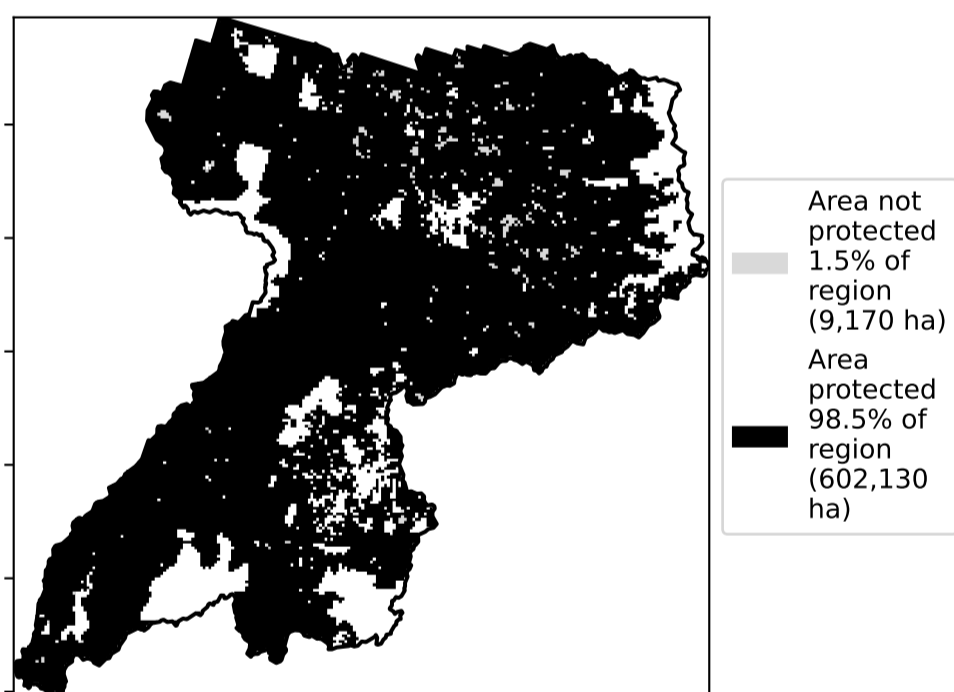 Area not
protected
1.5% of
region
(9,170 ha)
Area
protected
98.5% of
region
(602,130
ha)